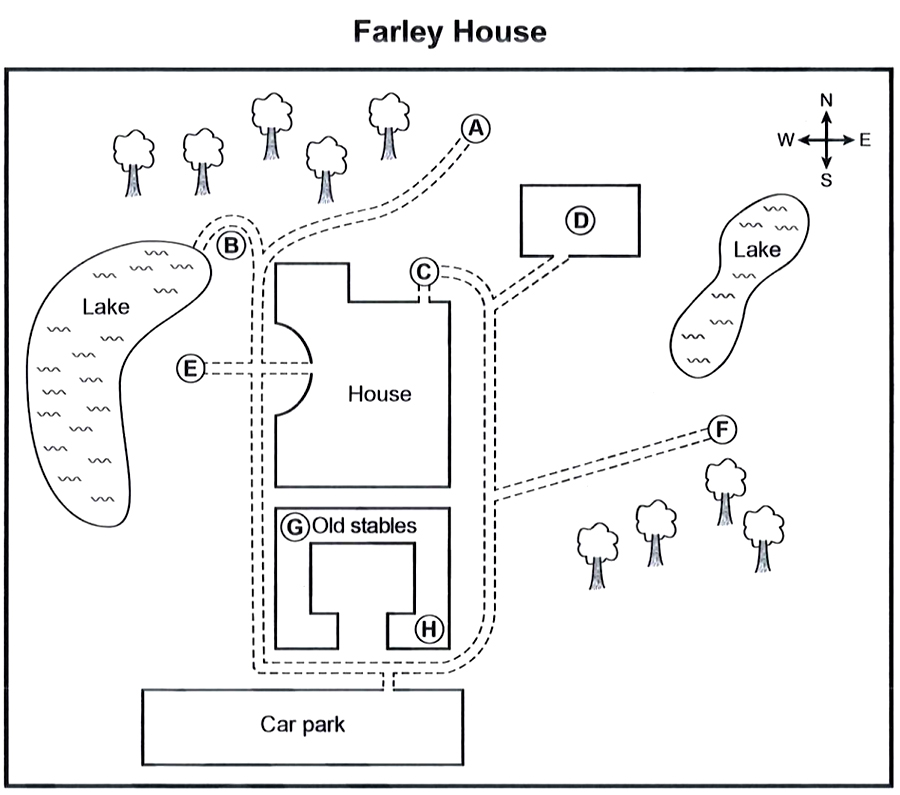 Farley House
N
W E
S
A
B
C
D
Lake
Lake
E
House
F
G Old stables
H
Car park